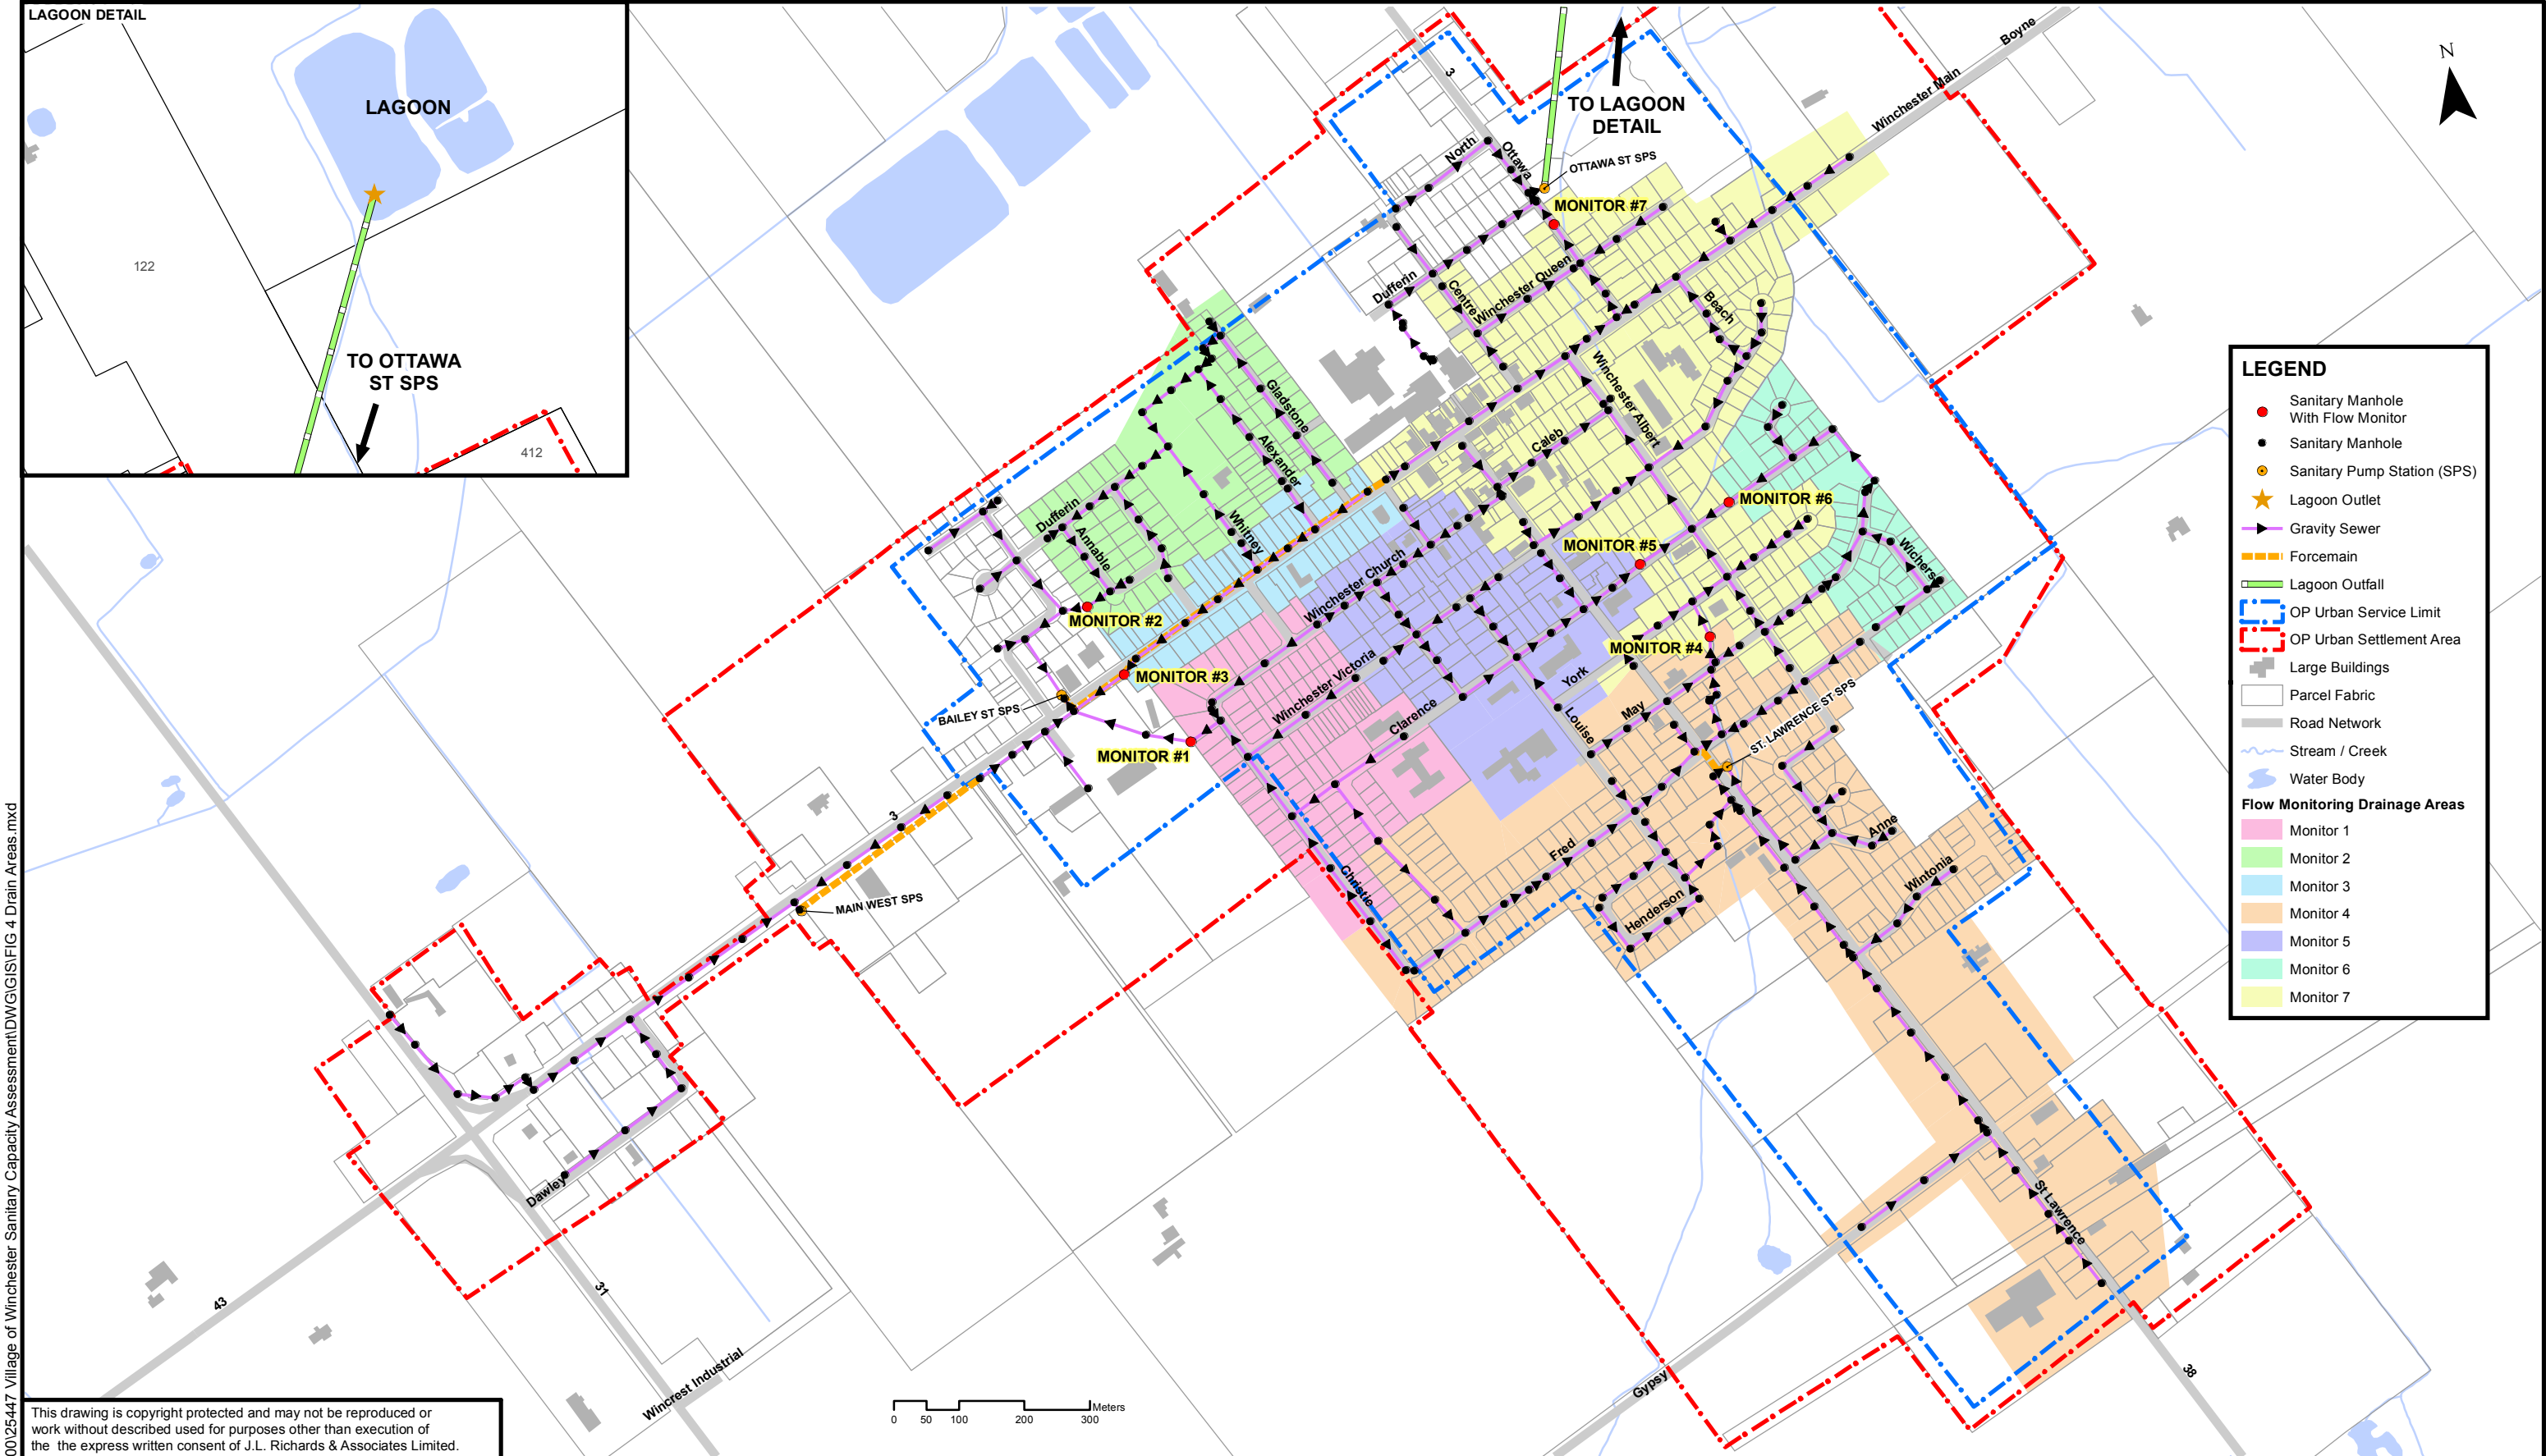 LAGOON DETAIL
LAGOON
122
TO OTTAWA
ST SPS
412
3
Boyne
Winchester Main
N
TO LAGOON
DETAIL
North
Ottawa
OTTAWA ST SPS
MONITOR #7
Dufferin
Centre
Winchester Queen
Beach
Winchester Albert
Gladstone
Alexander
Caleb
Whitney
Dufferin
Annable
MONITOR #6
MONITOR #5
Winchester Church
Wichers
MONITOR #2
MONITOR #4
MONITOR #3
Winchester Victoria
York
BAILEY ST SPS
Clarence
Louise
May
ST. LAWRENCE ST SPS
MONITOR #1
3
Fred
Anne
Christie
Wintonia
MAIN WEST SPS
Henderson
Dawley
St Lawrence
43
31
Wincrest Industrial
Gypsy
38
0 50 100 200 300
Meters
LEGEND
Sanitary Manhole
With Flow Monitor
Sanitary Manhole
Sanitary Pump Station (SPS)
Lagoon Outlet
Gravity Sewer
Forcemain
Lagoon Outfall
OP Urban Service Limit
OP Urban Settlement Area
Large Buildings
Parcel Fabric
Road Network
Stream / Creek
Water Body
Flow Monitoring Drainage Areas
Monitor 1
Monitor 2
Monitor 3
Monitor 4
Monitor 5
Monitor 6
Monitor 7
This drawing is copyright protected and may not be reproduced or
work without described used for purposes other than execution of
the the express written consent of J.L. Richards & Associates Limited.
00\254447 Village of Winchester Sanitary Capacity Assessment\DWG\GIS\FIG 4 Drain Areas.mxd